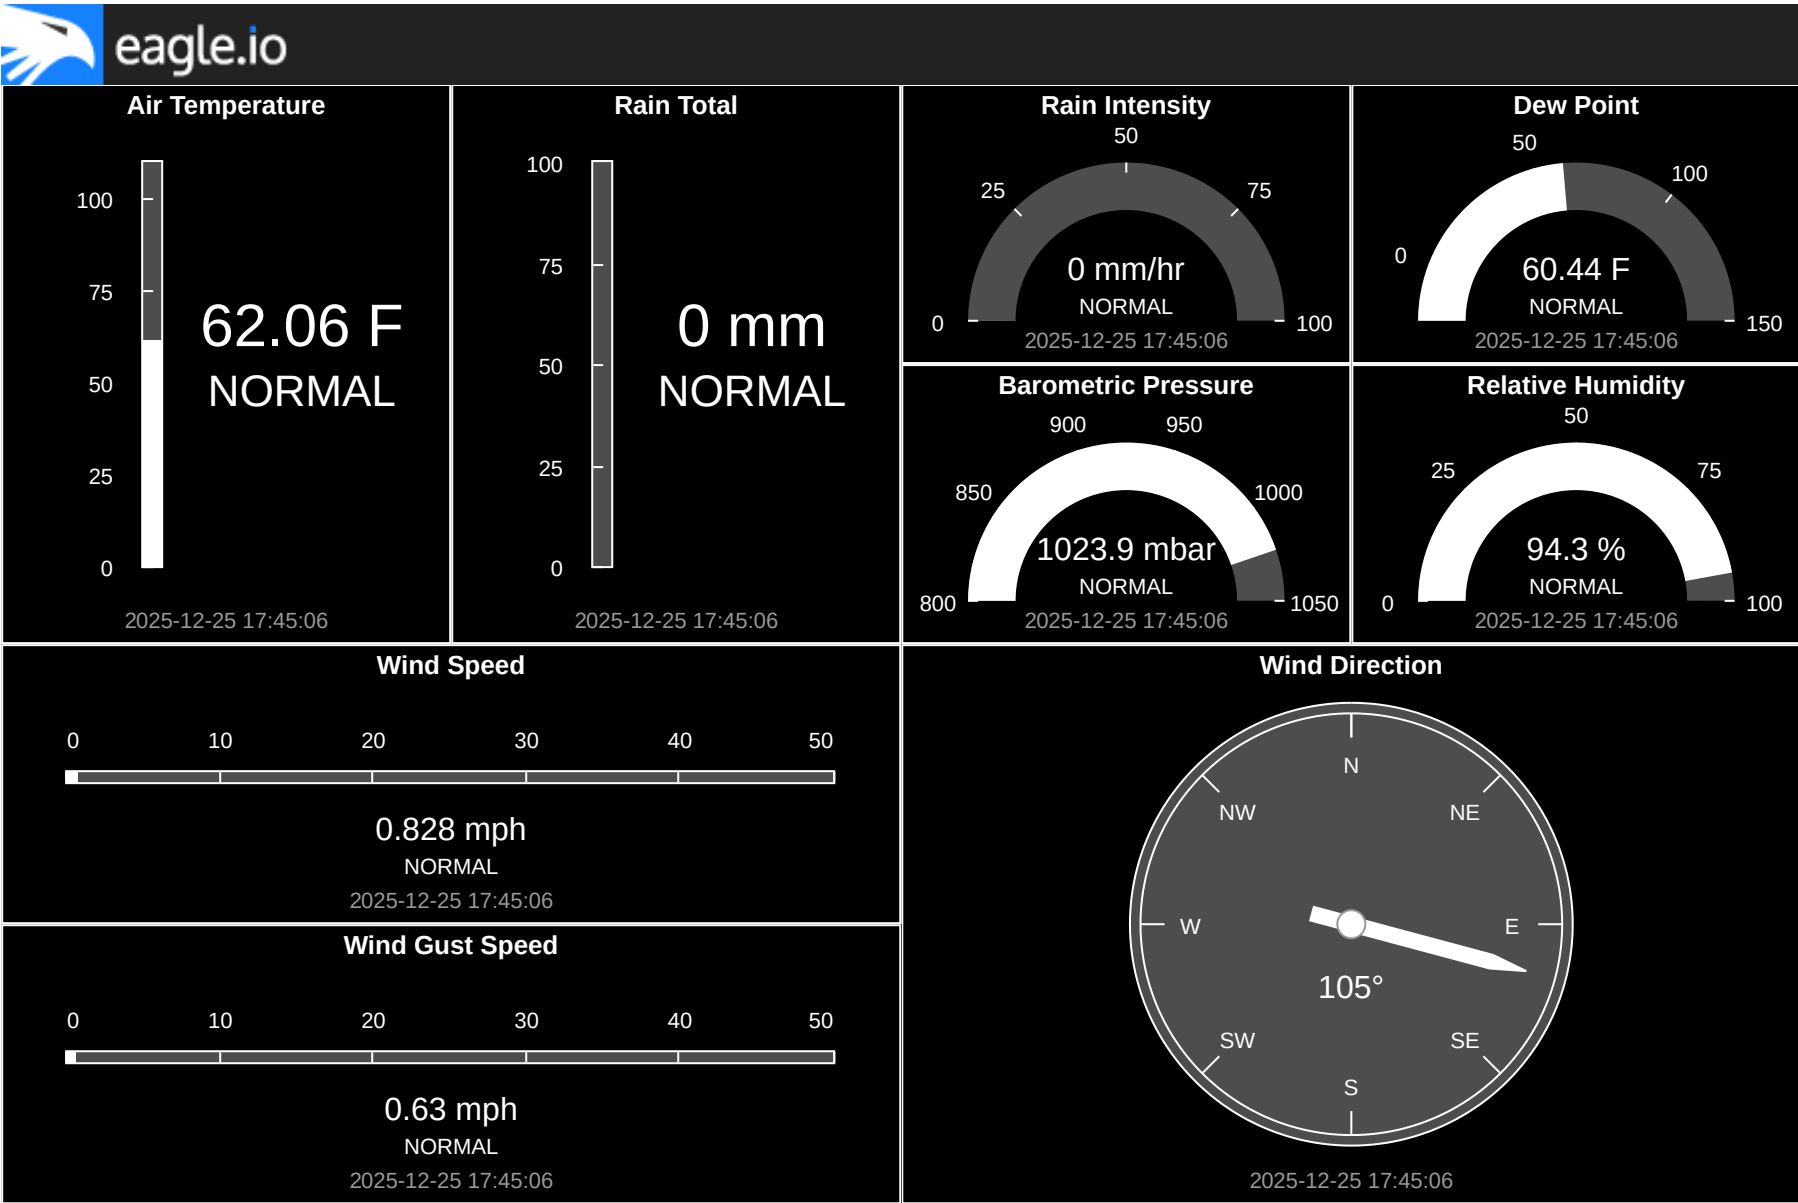 eagle.io
Air Temperature
100
75
50
25
0
62.06 F
NORMAL
2025-12-25 17:45:06
Rain Total
100
75
50
25
0
0 mm
NORMAL
2025-12-25 17:45:06
Rain Intensity
0
25
50
75
100
0 mm/hr
NORMAL
2025-12-25 17:45:06
Dew Point
0
50
100
150
60.44 F
NORMAL
2025-12-25 17:45:06
Barometric Pressure
800
850
900
950
1000
1050
1023.9 mbar
NORMAL
2025-12-25 17:45:06
Relative Humidity
0
25
50
75
100
94.3 %
NORMAL
2025-12-25 17:45:06
Wind Speed
0 10 20 30 40 50
0.828 mph
NORMAL
2025-12-25 17:45:06
Wind Gust Speed
0 10 20 30 40 50
0.63 mph
NORMAL
2025-12-25 17:45:06
Wind Direction
N
NW NE
W E
105°
SW SE
S
2025-12-25 17:45:06